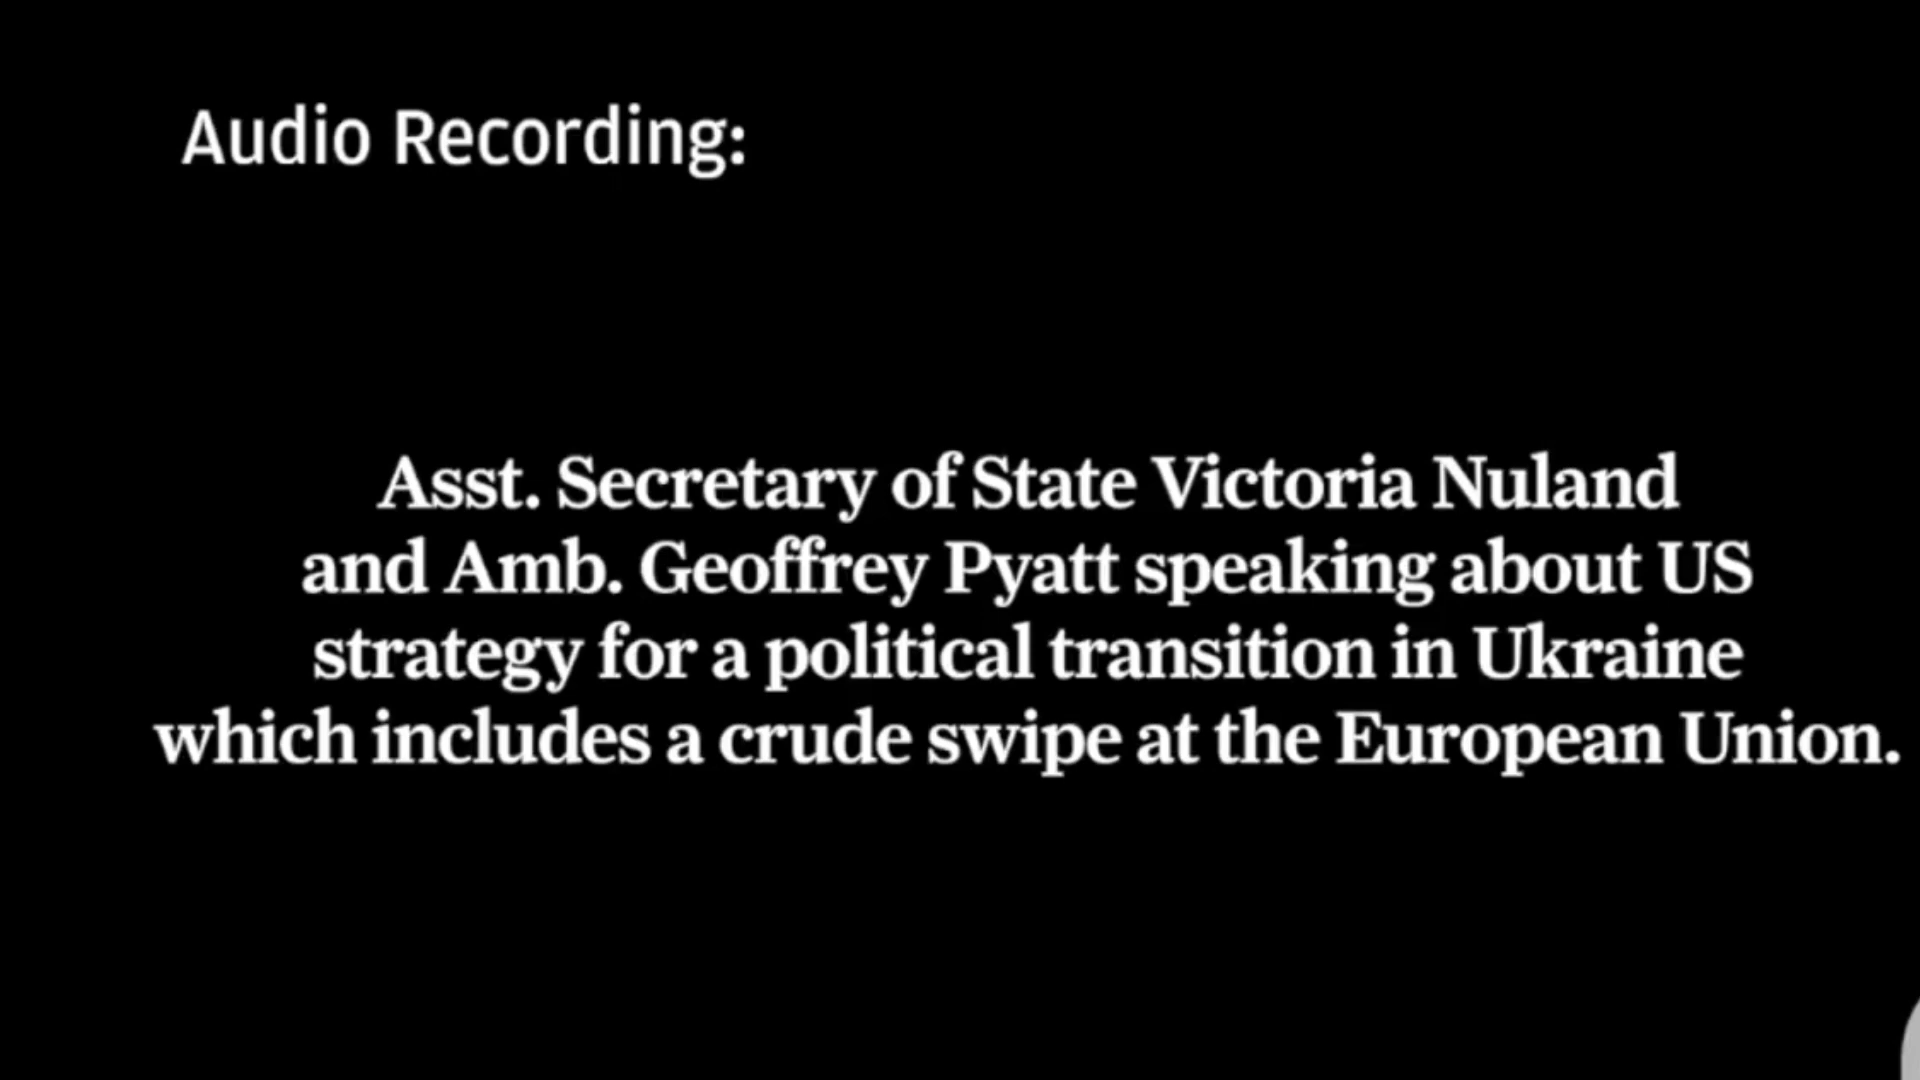 Audio Recording:
Asst. Secretary of State Victoria Nuland
and Amb. Geoffrey Pyatt speaking about US
strategy for a political transition in Ukraine
which includes a crude swipe at the European Union.